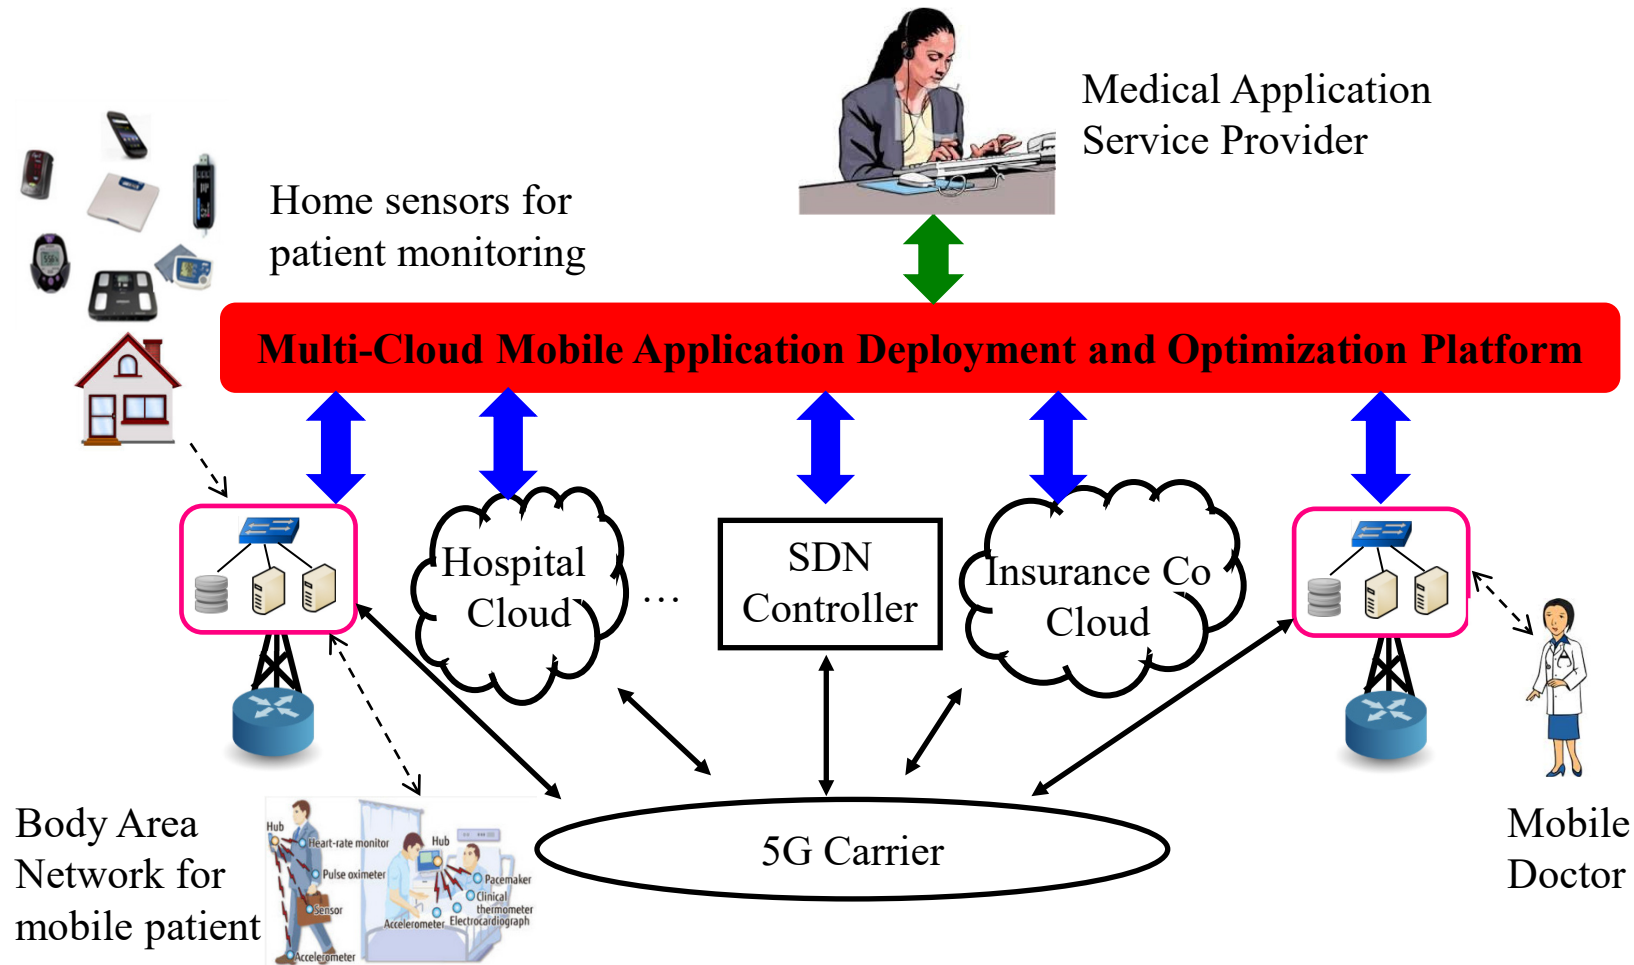 Medical Application
Service Provider
Home sensors for
patient monitoring
Multi-Cloud Mobile Application Deployment and Optimization Platform
Hospital
Cloud
...
SDN
Controller
Insurance Co
Cloud
5G Carrier
Body Area
Network for
mobile patient
Hub
Heart-rate monitor
Pulse oximeter
Sensor
Accelerometer
Hub
Pacemaker
Clinical
thermometer
Accelerometer
Electrocardiograph
Mobile
Doctor